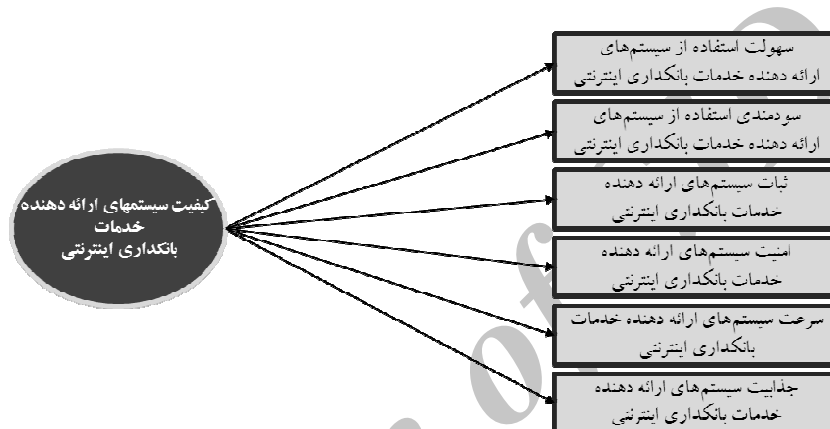 سهولت استفاده از سیستم‌های
ارائه دهنده خدمات بانکداری اینترنتی
سودمندی استفاده از سیستم‌های
ارائه دهنده خدمات بانکداری اینترنتی
ثبات سیستم‌های ارائه دهنده
خدمات بانکداری اینترنتی
کیفیت سیستمهای ارائه دهنده
خدمات
بانکداری اینترنتی
امنیت سیستم‌های ارائه دهنده
خدمات بانکداری اینترنتی
سرعت سیستم‌های ارائه دهنده خدمات
بانکداری اینترنتی
جذابیت سیستم‌های ارائه دهنده
خدمات بانکداری اینترنتی
of